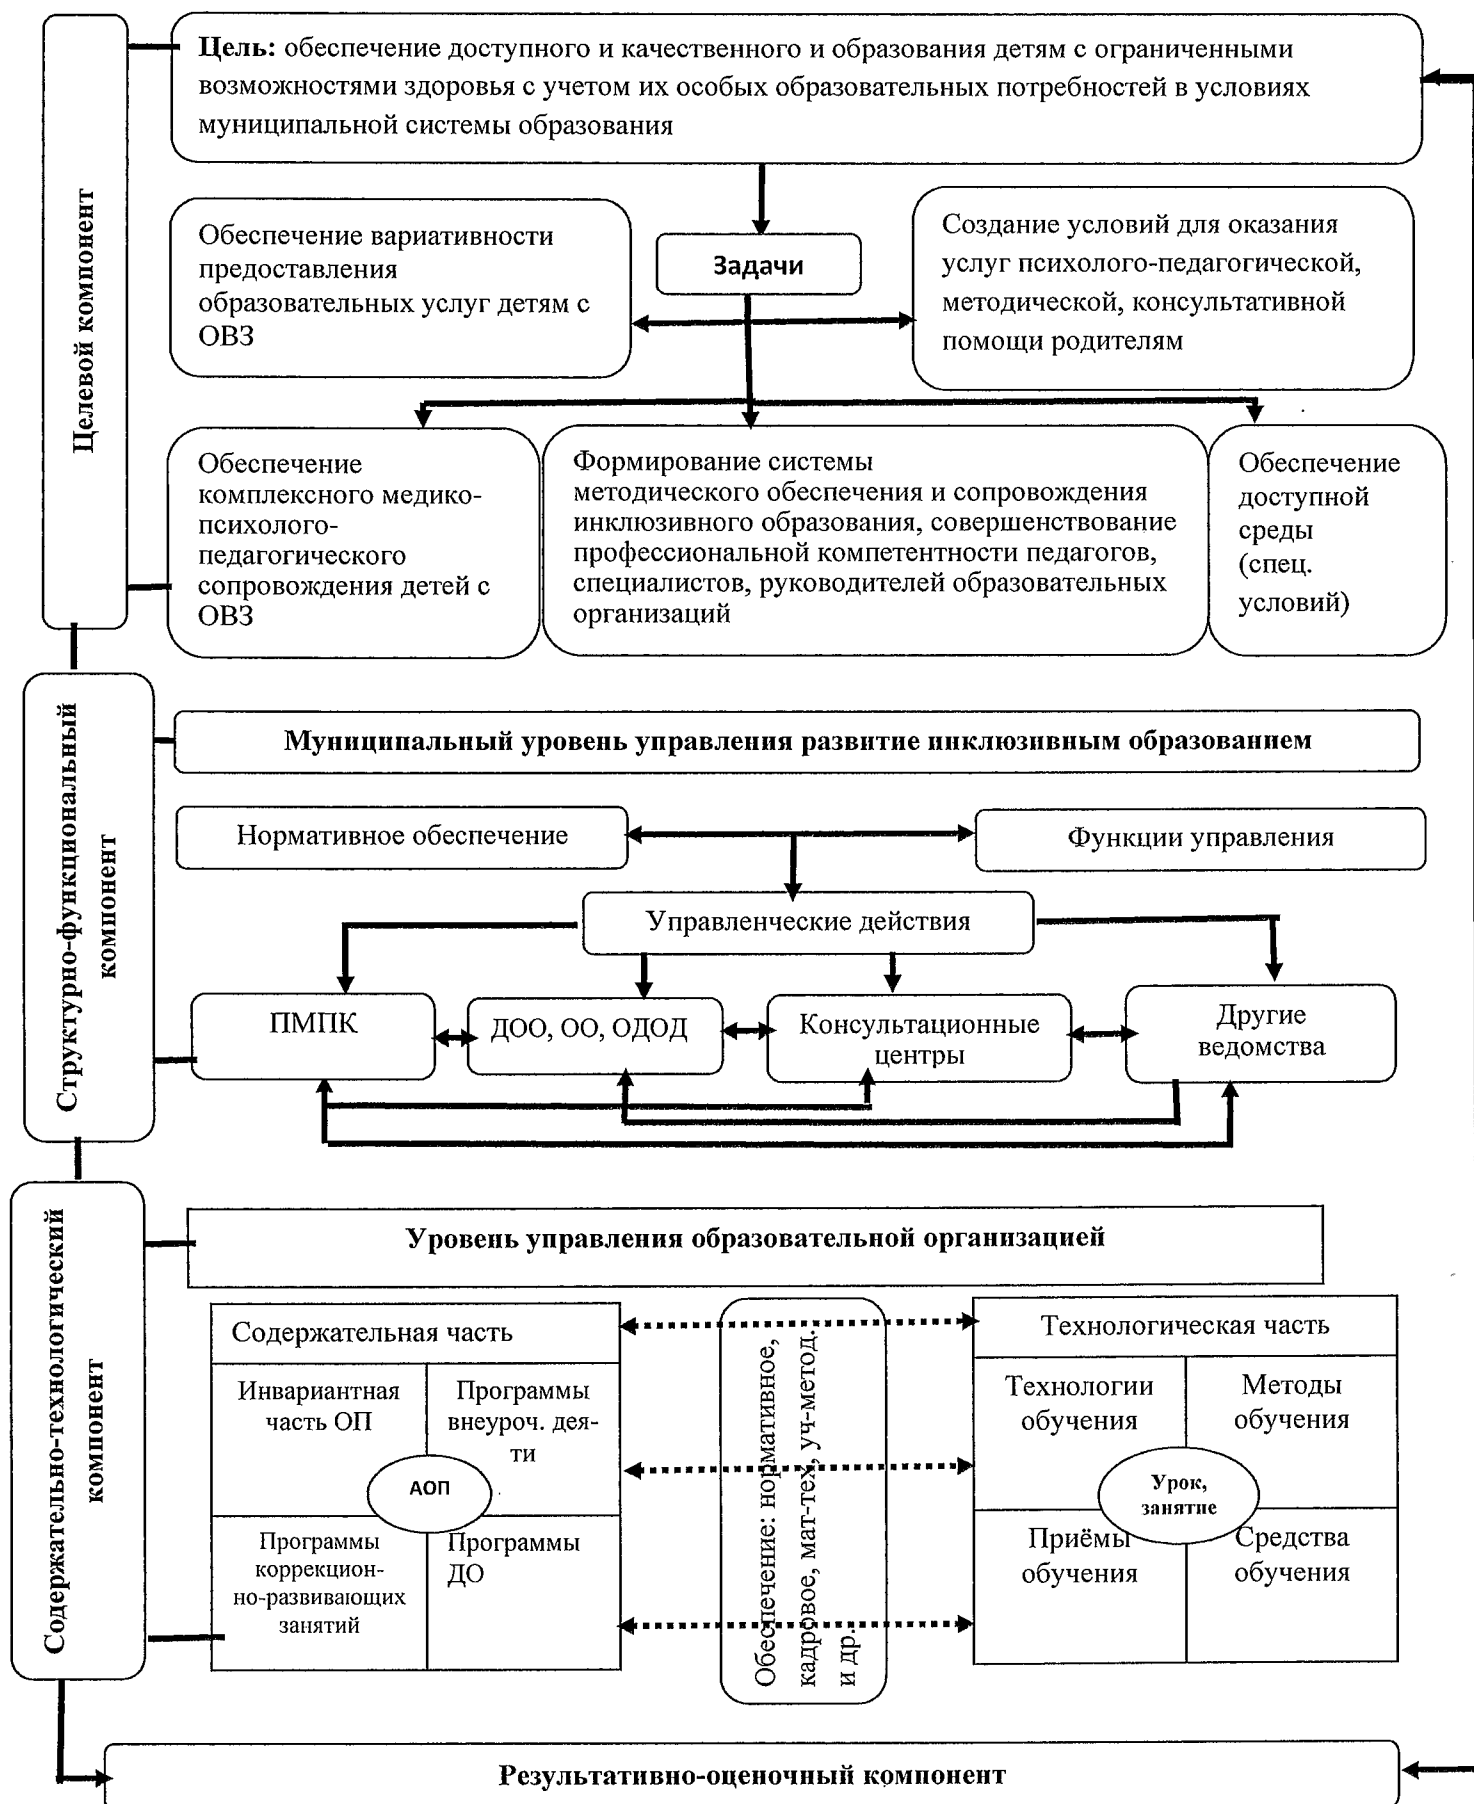 Целевой компонент
Цель: обеспечение доступного и качественного и образования детям с ограниченными
возможностями здоровья с учетом их особых образовательных потребностей в условиях
муниципальной системы образования
Обеспечение вариативности
предоставления
образовательных услуг детям с
ОВЗ
Задачи
Создание условий для оказания
услуг психолого-педагогической,
методической, консультативной
помощи родителям
Обеспечение
комплексного медико-
психолого-
педагогического
сопровождения детей с
ОВЗ
Формирование системы
методического обеспечения и сопровождения
инклюзивного образования, совершенствование
профессиональной компетентности педагогов,
специалистов, руководителей образовательных
организаций
Обеспечение
доступной
среды
(спец.
условий)
Структурно-функциональный
компонент
Муниципальный уровень управления развитие инклюзивным образованием
Нормативное обеспечение
Функции управления
Управленческие действия
ПМПК
ДОО, ОО, ОДОД
Консультационные
центры
Другие
ведомства
Содержательно-технологический
компонент
Уровень управления образовательной организацией
Содержательная часть
Инвариантная
часть ОП
Программы
внеуроч. дея-
ти
АОП
Программы
коррекцион-
но-развивающих
занятий
Программы
ДО
Обеспечение: нормативное,
кадровое, мат-тех, уч-метод.
и др.
Технологическая часть
Технологии
обучения
Методы
обучения
Урок,
занятие
Приёмы
обучения
Средства
обучения
Результативно-оценочный компонент